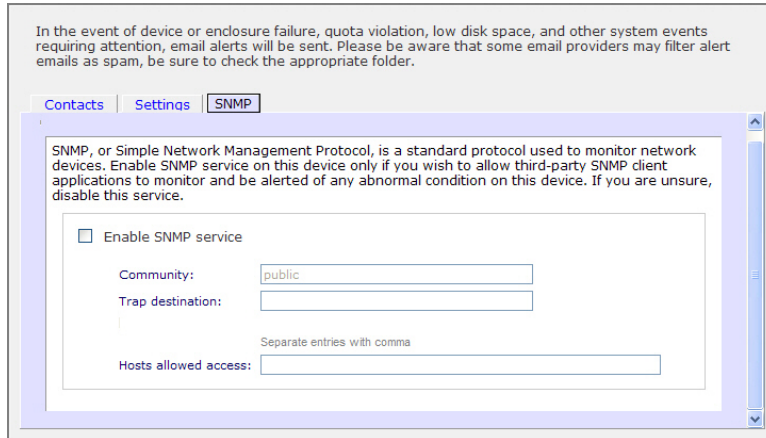 In the event of device or enclosure failure, quota violation, low disk space, and other system events
requiring attention, email alerts will be sent. Please be aware that some email providers may filter alert
emails as spam, be sure to check the appropriate folder.
Contacts Settings SNMP
SNMP, or Simple Network Management Protocol, is a standard protocol used to monitor network
devices. Enable SNMP service on this device only if you wish to allow third-party SNMP client
applications to monitor and be alerted of any abnormal condition on this device. If you are unsure,
disable this service.
Enable SNMP service
Community: public
Trap destination:
Separate entries with comma
Hosts allowed access: